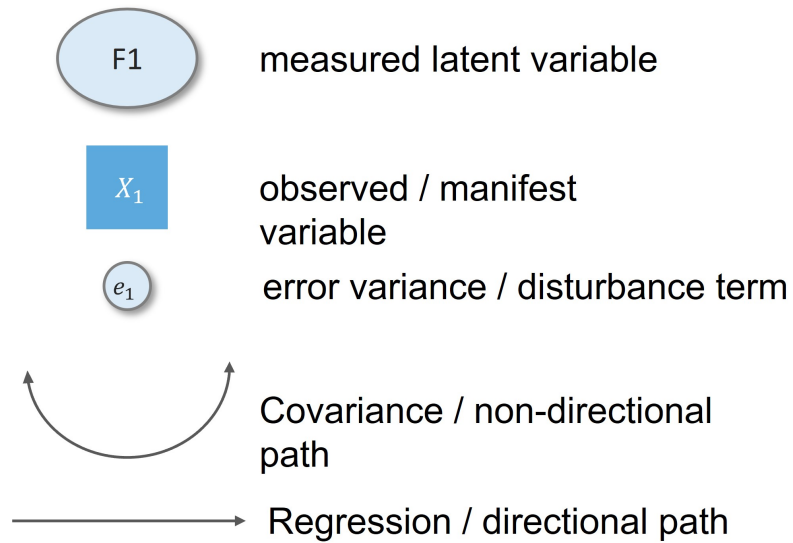 F1
measured latent variable
X₁
observed / manifest
variable
e₁
error variance / disturbance term
Covariance / non-directional
path
Regression / directional path